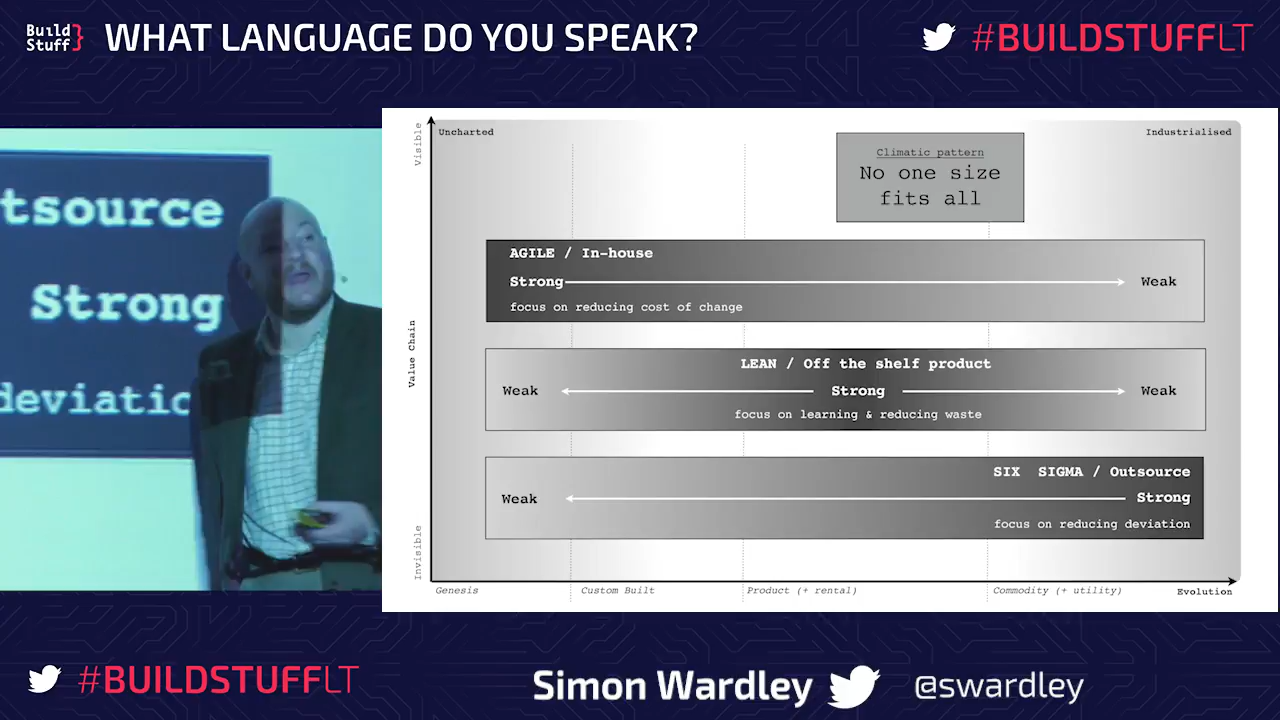 Build
Stuff
WHAT LANGUAGE DO YOU SPEAK?
#BUILDSTUFFLT
tsource
Strong
deviatic
Visible
Uncharted
Industrialised
Climatic pattern
No one size
fits all
AGILE / In-house
Strong
Weak
focus on reducing cost of change
Value Chain
LEAN / Off the shelf product
Weak
Strong
Weak
focus on learning & reducing waste
SIX SIGMA / Outsource
Weak
Strong
focus on reducing deviation
Invisible
Genesis
Custom Built
Product (+ rental)
Commodity (+ utility)
Evolution
#BUILDSTUFFLT
Simon Wardley
@swardley